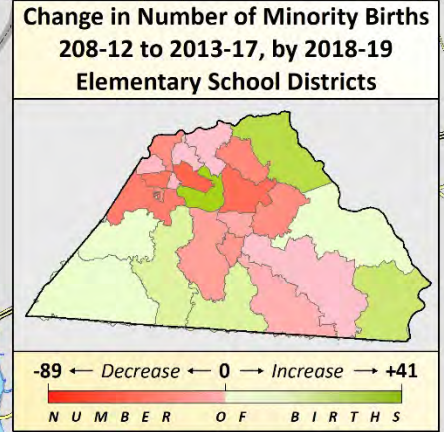 Change in Number of Minority Births
208-12 to 2013-17, by 2018-19
Elementary School Districts
-89 ← Decrease ← 0 → Increase → +41
NUMBER OF BIRTHS